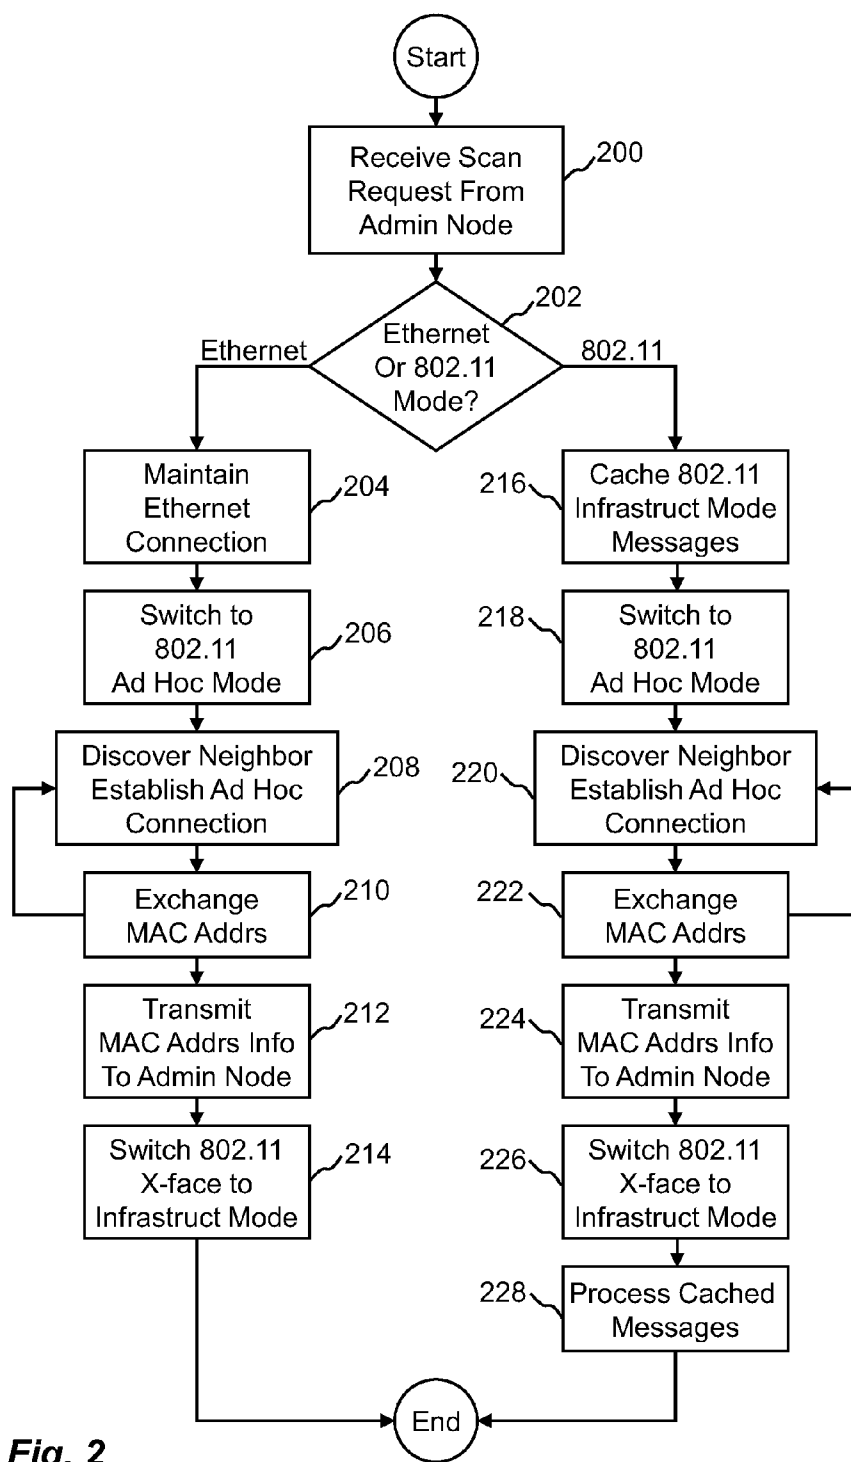 Start
Receive Scan
Request From
Admin Node
200
Ethernet
Or 802.11
Mode?
202
Ethernet
802.11
Maintain
Ethernet
Connection
204
Switch to
802.11
Ad Hoc Mode
206
Discover Neighbor
Establish Ad Hoc
Connection
208
Exchange
MAC Addrs
210
Transmit
MAC Addrs Info
To Admin Node
212
Switch 802.11
X-face to
Infrastruct Mode
214
216
Cache 802.11
Infrastruct Mode
Messages
218
Switch to
802.11
Ad Hoc Mode
220
Discover Neighbor
Establish Ad Hoc
Connection
222
Exchange
MAC Addrs
224
Transmit
MAC Addrs Info
To Admin Node
226
Switch 802.11
X-face to
Infrastruct Mode
228
Process Cached
Messages
End
Fig. 2